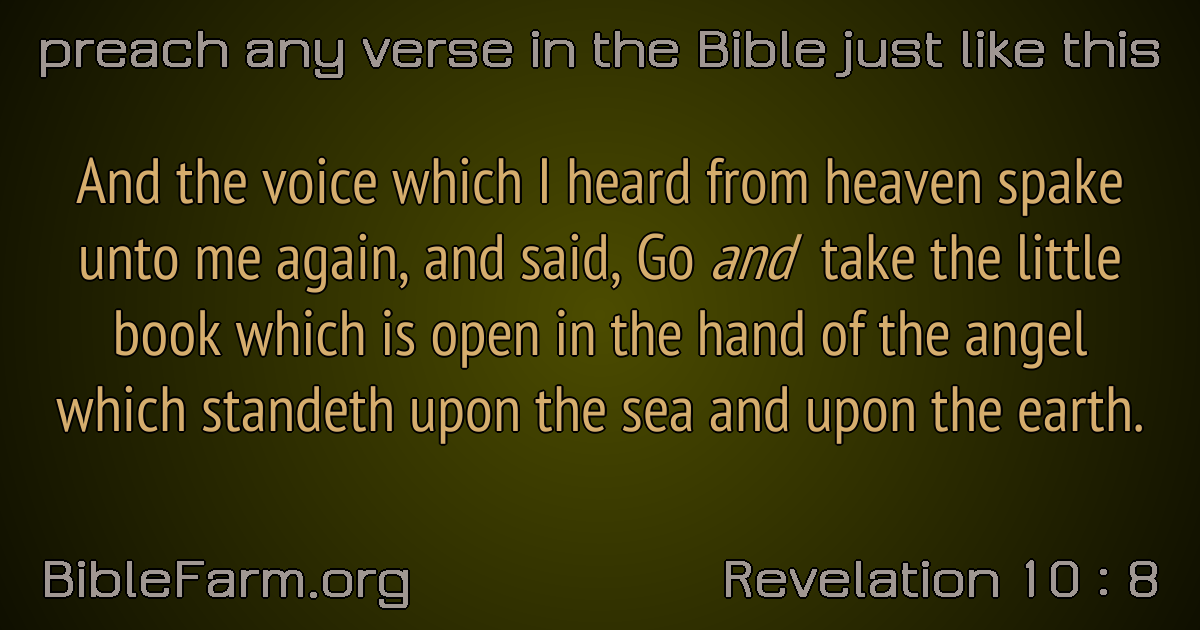 preach any verse in the Bible just like this
And the voice which I heard from heaven spake
unto me again, and said, Go and take the little
book which is open in the hand of the angel
which standeth upon the sea and upon the earth.
BibleFarm.org
Revelation 10 : 8